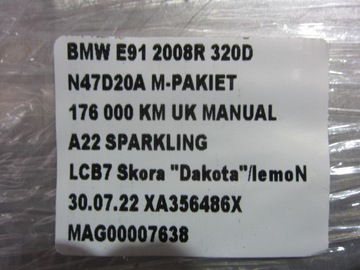 BMW E91 2008R 320D
N47D20A M-PAKIET
176 000 KM UK MANUAL
A22 SPARKLING
LCB7 Skora "Dakota"/lemoN
30.07.22 XA356486X
MAG00007638